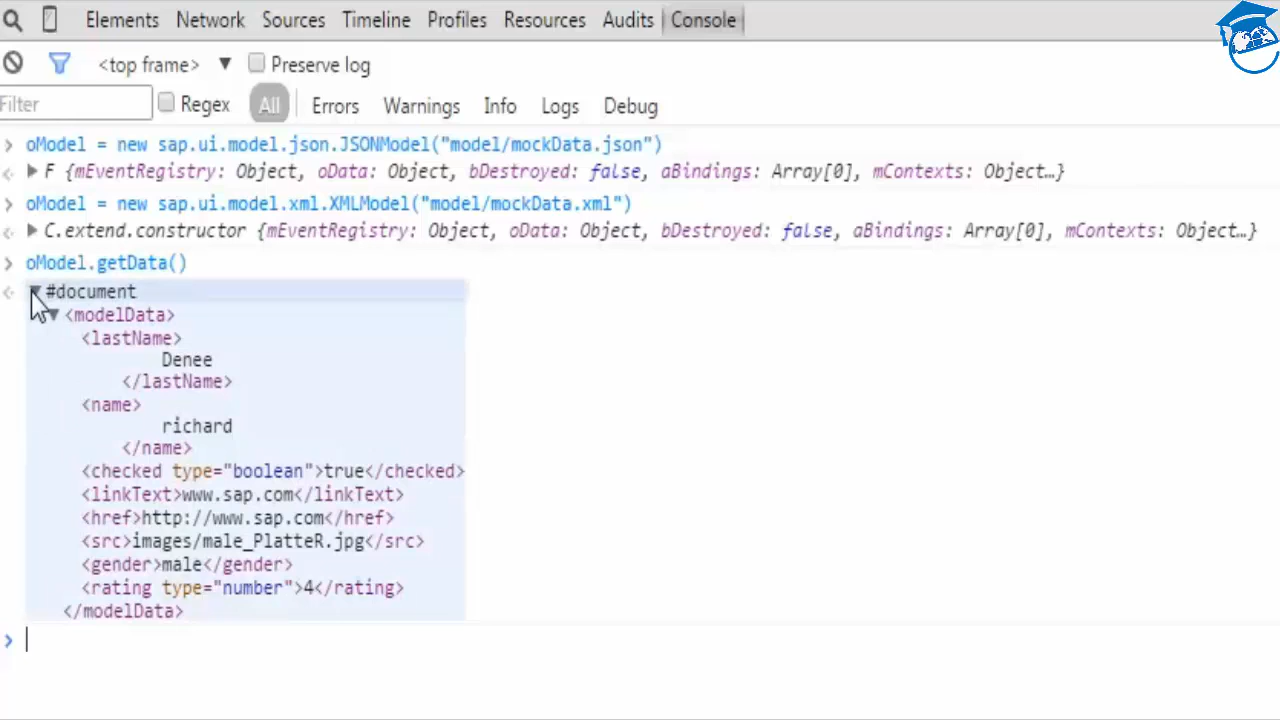 Elements Network Sources Timeline Profiles Resources Audits Console
<top frame> ▼ Preserve log
Filter Regex All Errors Warnings Info Logs Debug
> oModel = new sap.ui.model.json.JSONModel("model/mockData.json")
F {mEventRegistry: Object, oData: Object, bDestroyed: false, aBindings: Array[0], mContexts: Object…}
> oModel = new sap.ui.model.xml.XMLModel("model/mockData.xml")
C.extend.constructor {mEventRegistry: Object, oData: Object, bDestroyed: false, aBindings: Array[0], mContexts: Object…}
> oModel.getData()
#document
<modelData>
<lastName>
Denee
</lastName>
<name>
richard
</name>
<checked type="boolean">true</checked>
<linkText>www.sap.com</linkText>
<href>http://www.sap.com</href>
<src>images/male_PlatteR.jpg</src>
<gender>male</gender>
<rating type="number">4</rating>
</modelData>
>